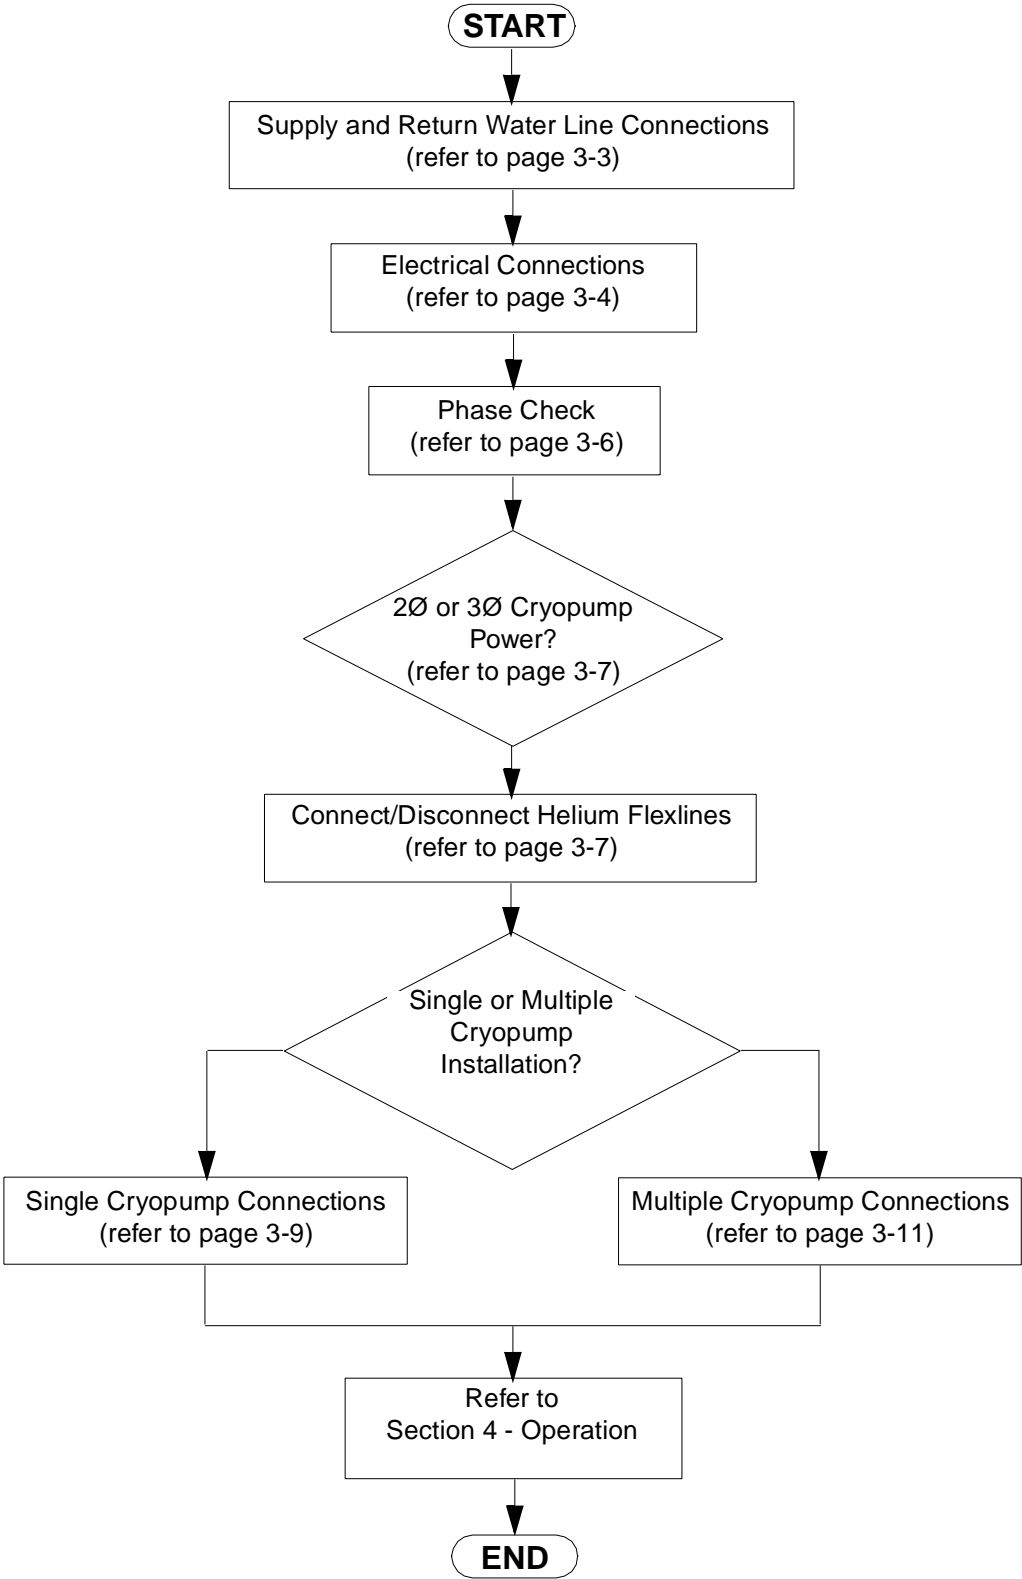 START
Supply and Return Water Line Connections
(refer to page 3-3)
Electrical Connections
(refer to page 3-4)
Phase Check
(refer to page 3-6)
2Ø or 3Ø Cryopump
Power?
(refer to page 3-7)
Connect/Disconnect Helium Flexlines
(refer to page 3-7)
Single or Multiple
Cryopump
Installation?
Single Cryopump Connections
(refer to page 3-9)
Multiple Cryopump Connections
(refer to page 3-11)
Refer to
Section 4 - Operation
END